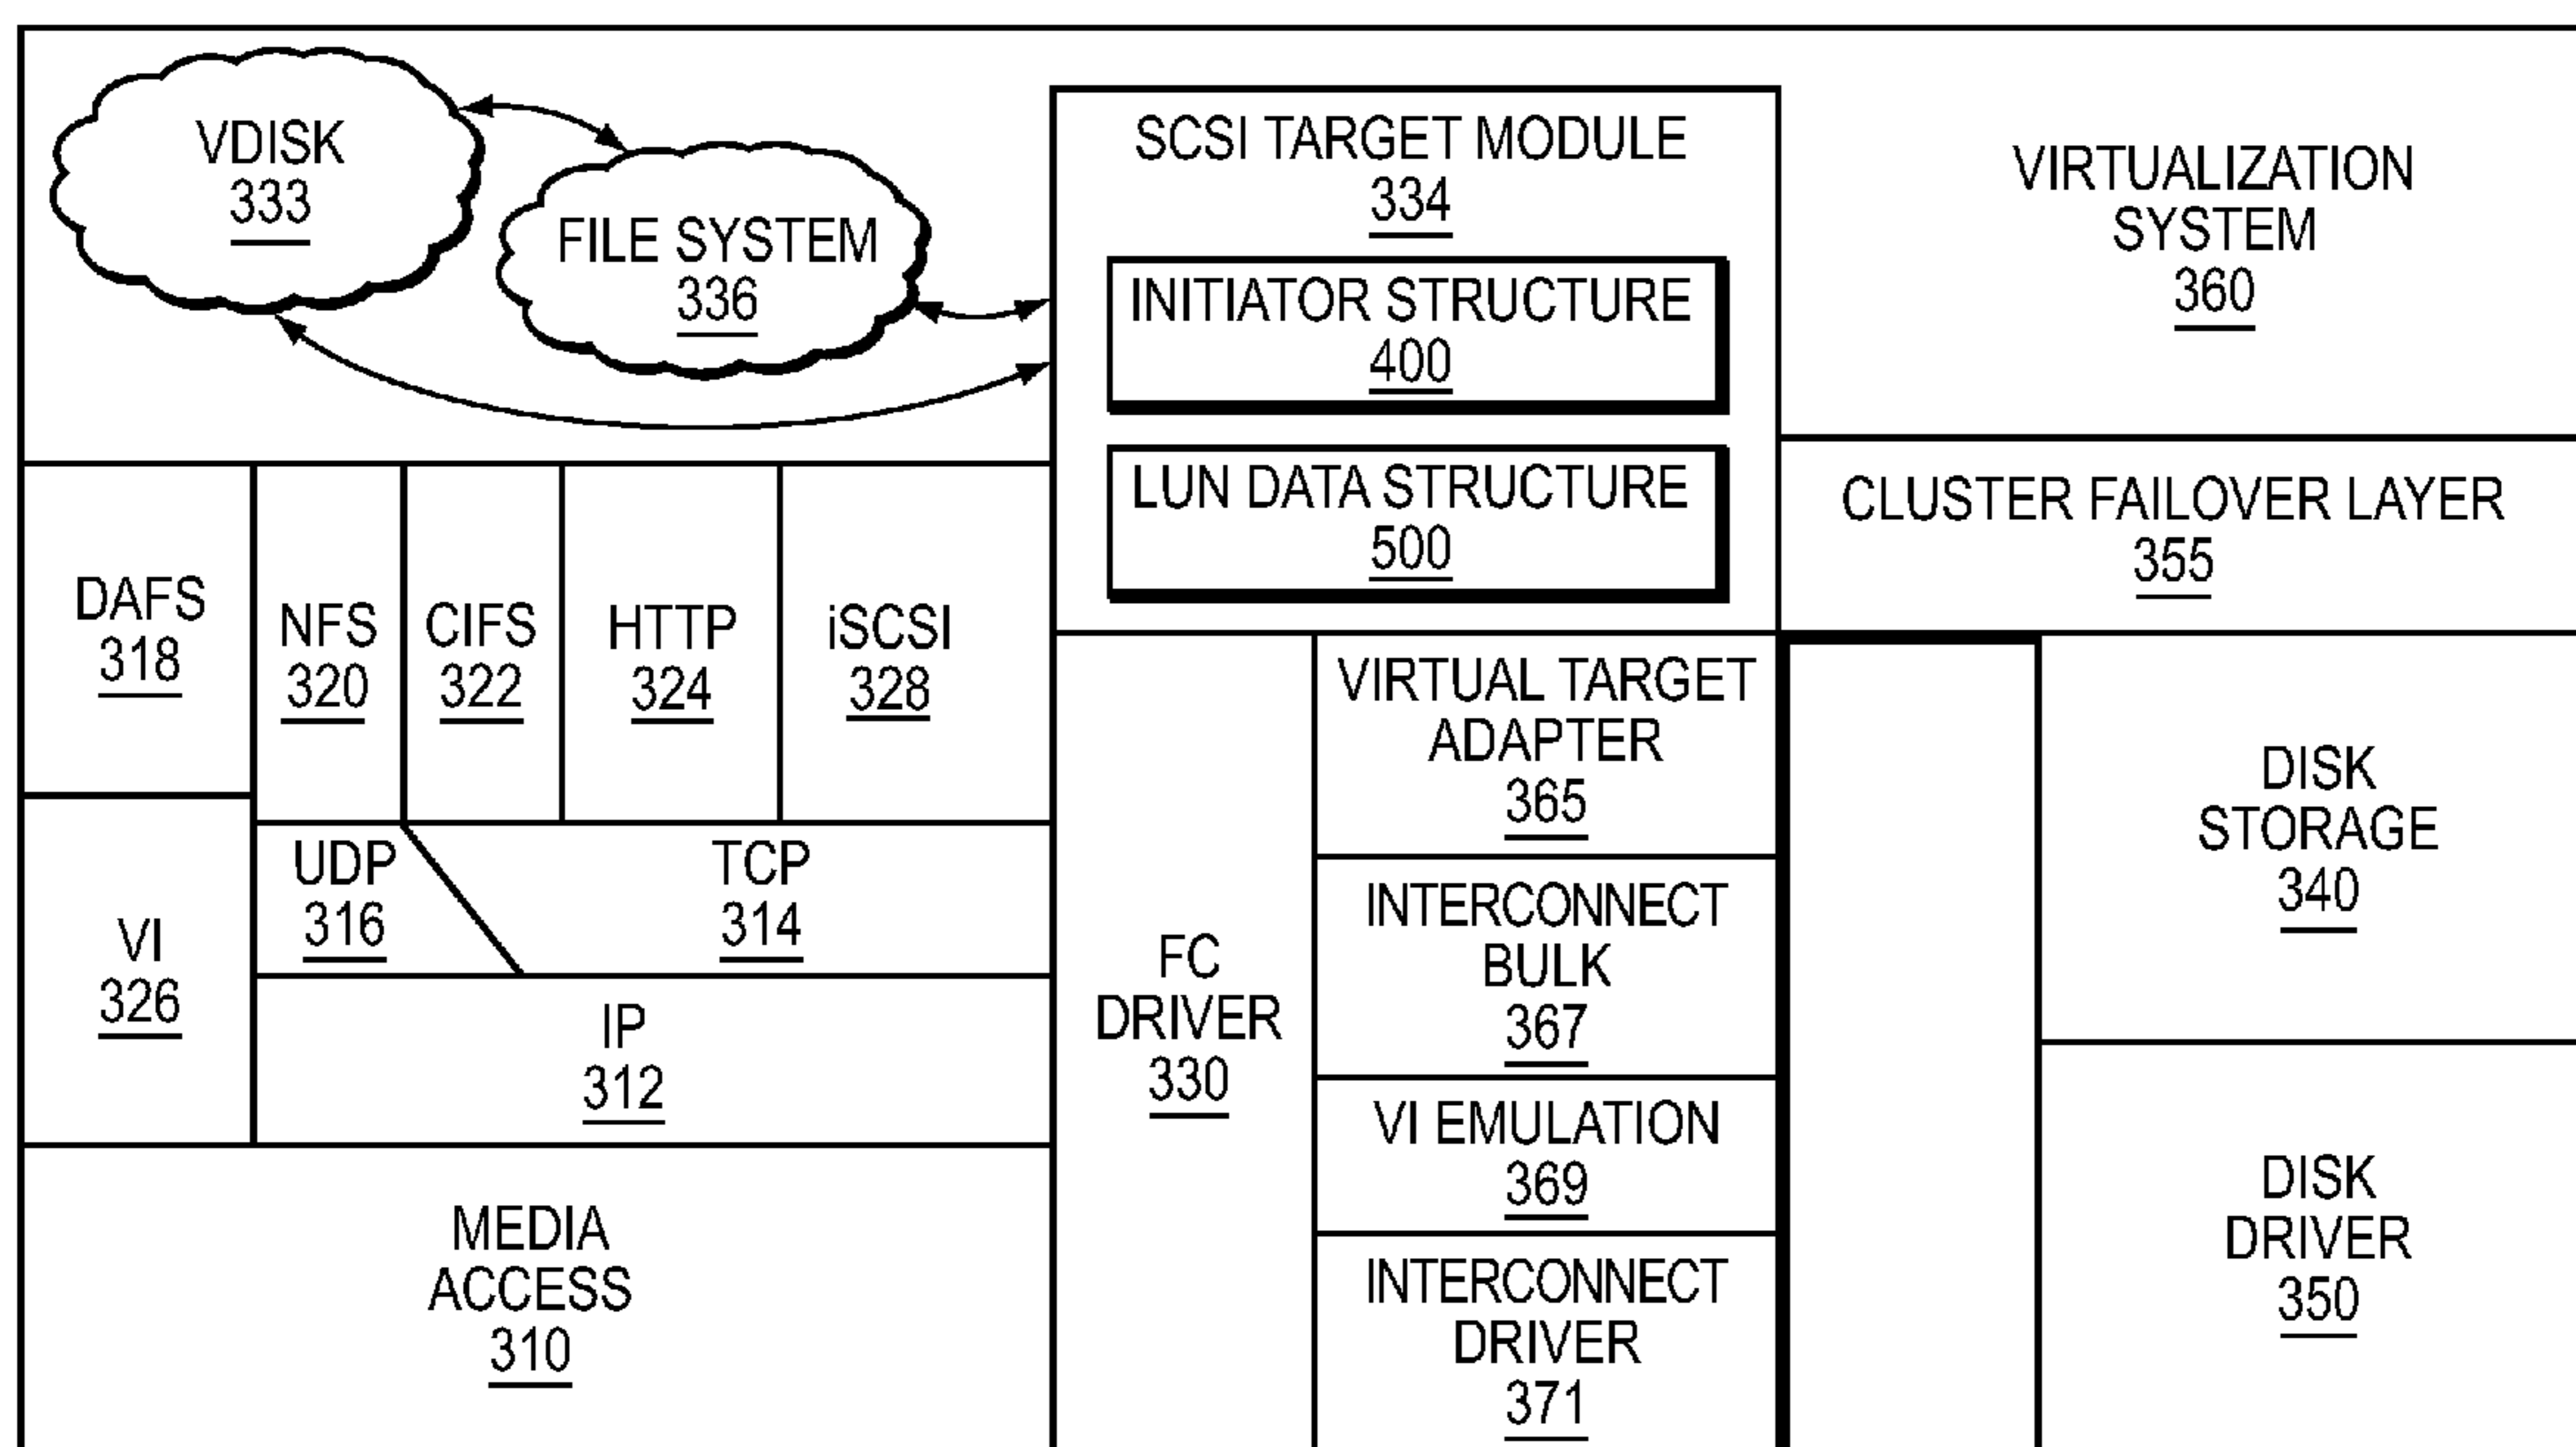 VDISK
333
FILE SYSTEM
336
SCSI TARGET MODULE
334
INITIATOR STRUCTURE
400
LUN DATA STRUCTURE
500
VIRTUALIZATION
SYSTEM
360
CLUSTER FAILOVER LAYER
355
DAFS
318
NFS
320
CIFS
322
HTTP
324
iSCSI
328
VI
326
UDP
316
TCP
314
IP
312
MEDIA
ACCESS
310
FC
DRIVER
330
VIRTUAL TARGET
ADAPTER
365
INTERCONNECT
BULK
367
VI EMULATION
369
INTERCONNECT
DRIVER
371
DISK
STORAGE
340
DISK
DRIVER
350